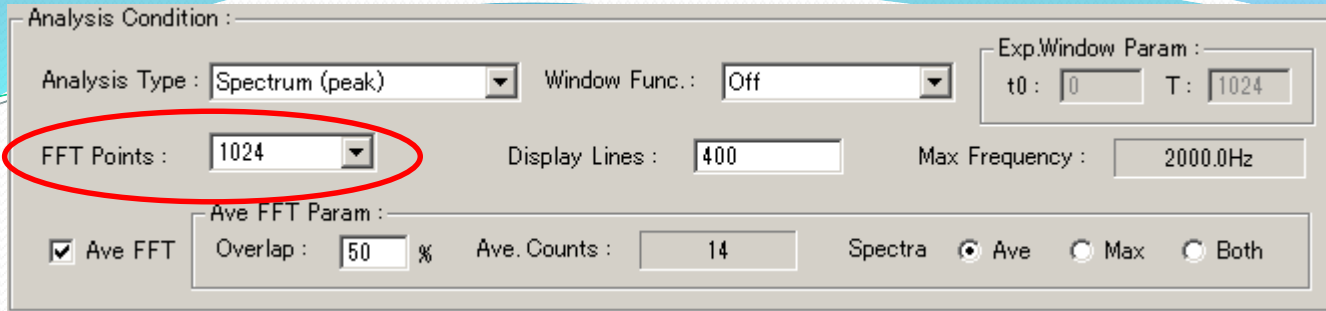 Analysis Condition :
Exp.Window Param :
Analysis Type : Spectrum (peak) Window Func. : Off t0 : 0 T : 1024
FFT Points : 1024 Display Lines : 400 Max Frequency : 2000.0Hz
Ave FFT Param :
Ave FFT Overlap : 50 % Ave. Counts : 14 Spectra Ave Max Both